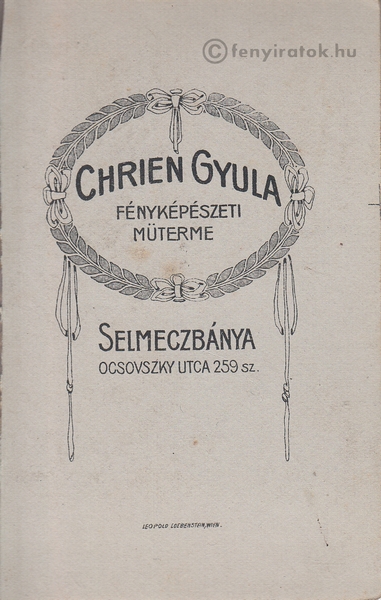 ©fenyiratok.hu
CHRIEN GYULA
FÉNYKÉPÉSZETI
MŰTERME
SELMECZBÁNYA
OCSOVSZKY UTCA 259 SZ.
LEOPOLD LOEBENSTEIN, WIEN.